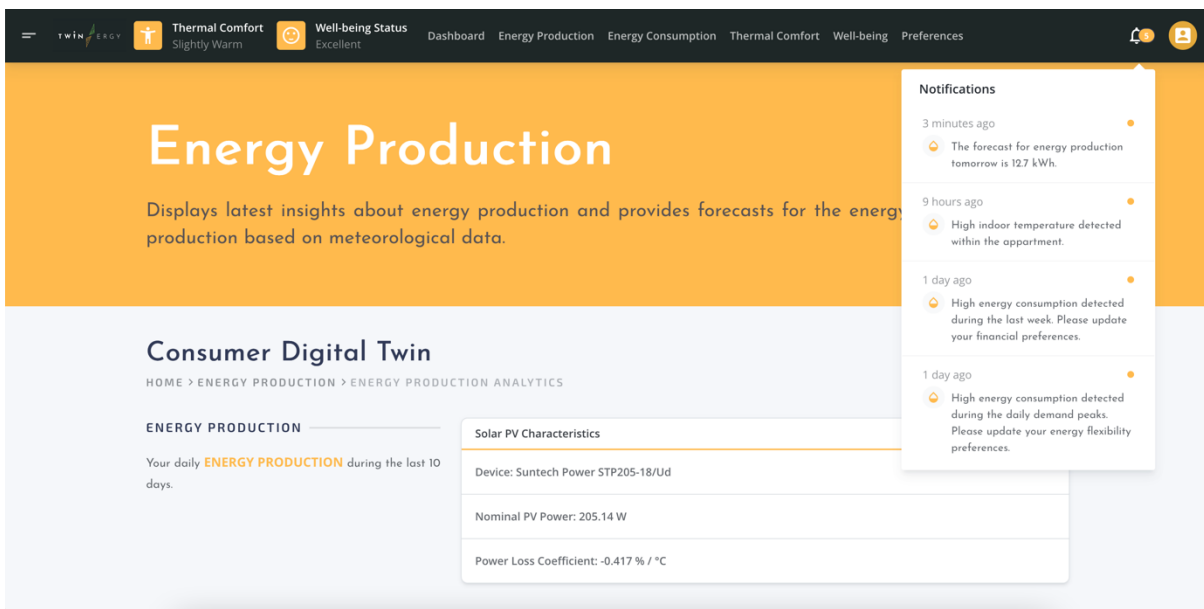 TWINERGY
Thermal Comfort
Slightly Warm
Well-being Status
Excellent
Dashboard Energy Production Energy Consumption Thermal Comfort Well-being Preferences
5
Notifications
3 minutes ago
The forecast for energy production
tomorrow is 12.7 kWh.
9 hours ago
High indoor temperature detected
within the appartment.
1 day ago
High energy consumption detected
during the last week. Please update
your financial preferences.
1 day ago
High energy consumption detected
during the daily demand peaks.
Please update your energy flexibility
preferences.
Energy Production
Displays latest insights about energy production and provides forecasts for the energy
production based on meteorological data.
Consumer Digital Twin
HOME > ENERGY PRODUCTION > ENERGY PRODUCTION ANALYTICS
ENERGY PRODUCTION
Your daily ENERGY PRODUCTION during the last 10
days.
Solar PV Characteristics
Device: Suntech Power STP205-18/Ud
Nominal PV Power: 205.14 W
Power Loss Coefficient: -0.417 % / °C